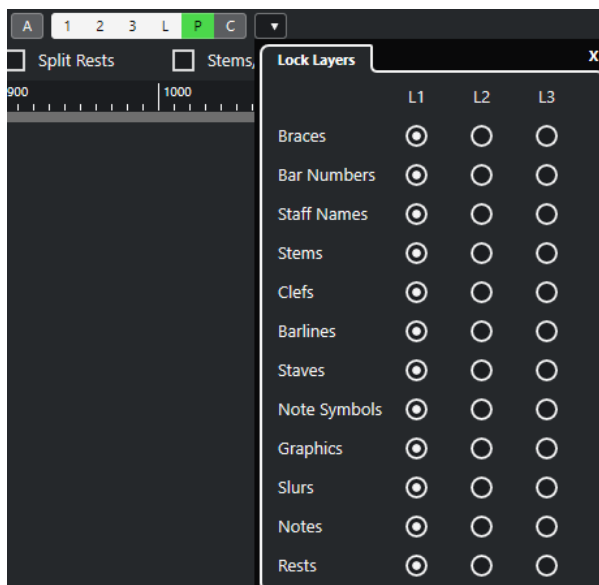 A 1 2 3 L P C
Split Rests Stems/
Lock Layers X
900 1000
L1 L2 L3
Braces
Bar Numbers
Staff Names
Stems
Clefs
Barlines
Staves
Note Symbols
Graphics
Slurs
Notes
Rests